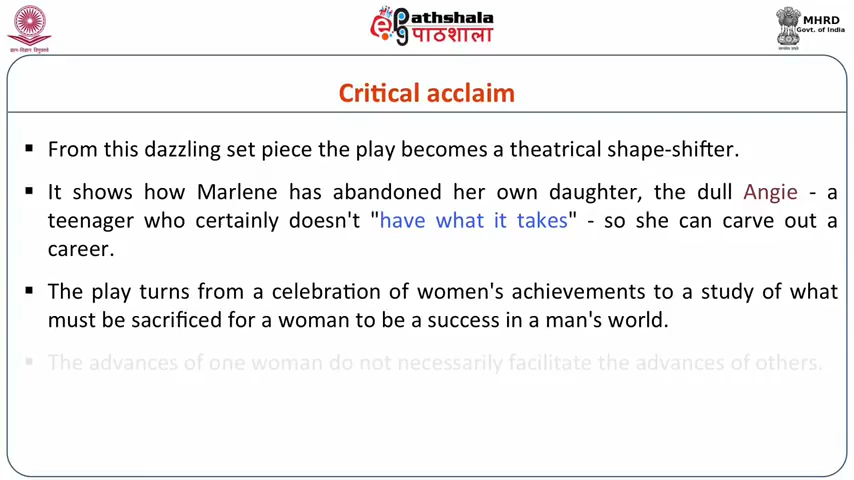 ePathshala
पाठशाला
MHRD
Govt. of India
Critical acclaim
▪ From this dazzling set piece the play becomes a theatrical shape-shifter.
▪ It shows how Marlene has abandoned her own daughter, the dull Angie - a
teenager who certainly doesn't "have what it takes" - so she can carve out a
career.
▪ The play turns from a celebration of women's achievements to a study of what
must be sacrificed for a woman to be a success in a man's world.
▪ The advances of one woman do not necessarily facilitate the advances of others.